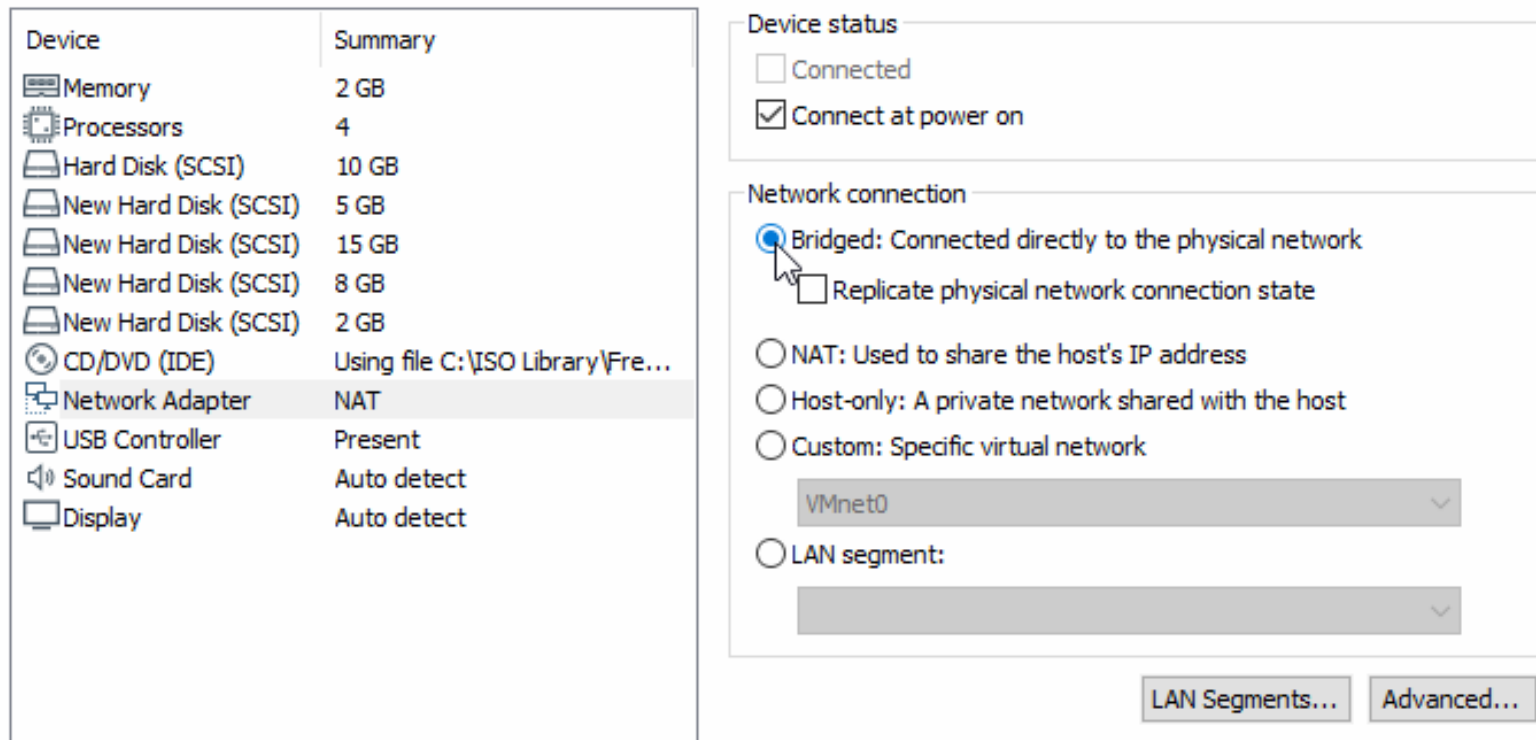 Device Summary
Memory 2 GB
Processors 4
Hard Disk (SCSI) 10 GB
New Hard Disk (SCSI) 5 GB
New Hard Disk (SCSI) 15 GB
New Hard Disk (SCSI) 8 GB
New Hard Disk (SCSI) 2 GB
CD/DVD (IDE) Using file C:\ISO Library\Fre...
Network Adapter NAT
USB Controller Present
Sound Card Auto detect
Display Auto detect
Device status
Connected
Connect at power on
Network connection
Bridged: Connected directly to the physical network
Replicate physical network connection state
NAT: Used to share the host's IP address
Host-only: A private network shared with the host
Custom: Specific virtual network
VMnet0
LAN segment:
LAN Segments... Advanced...